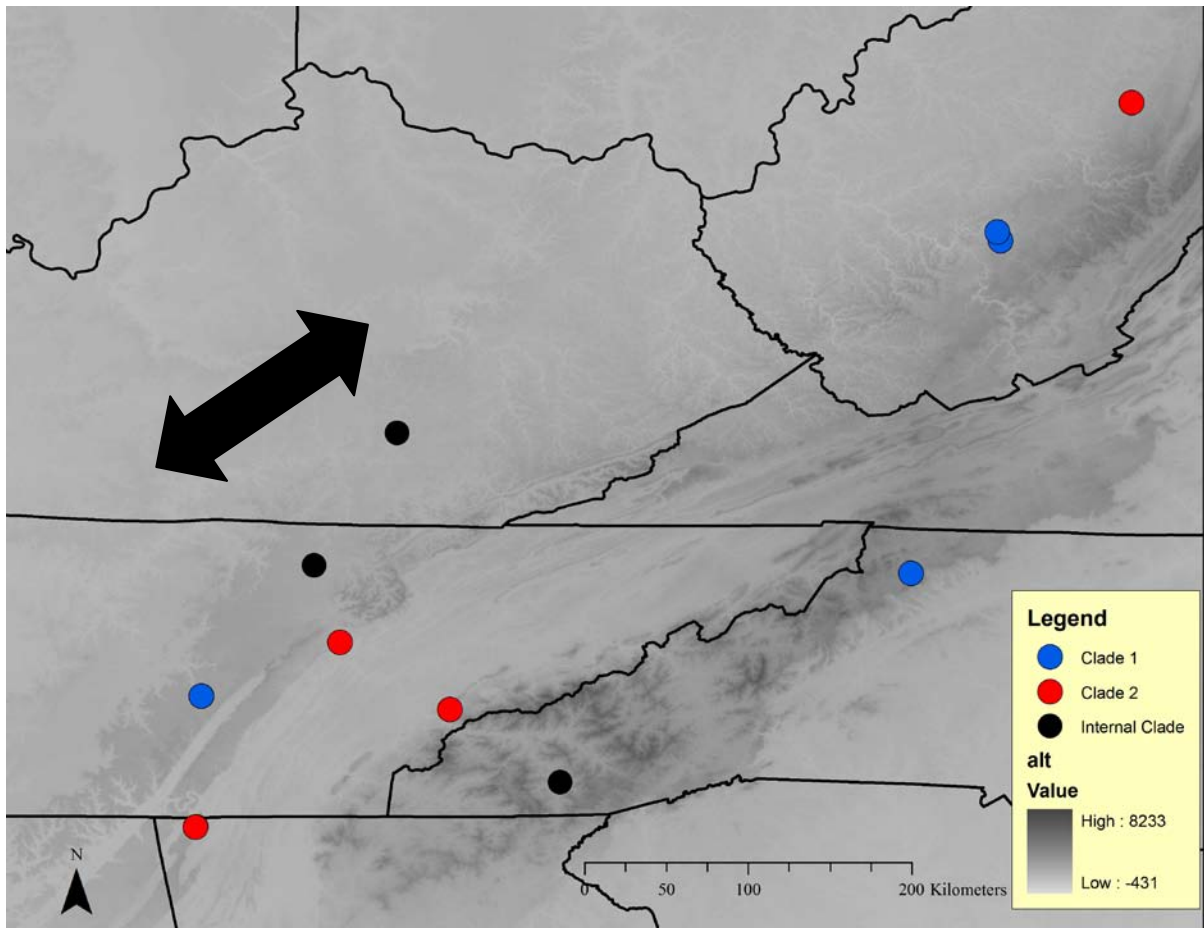 Legend
Clade 1
Clade 2
Internal Clade
alt
Value
High : 8233
Low : -431
N
0 50 100 200 Kilometers